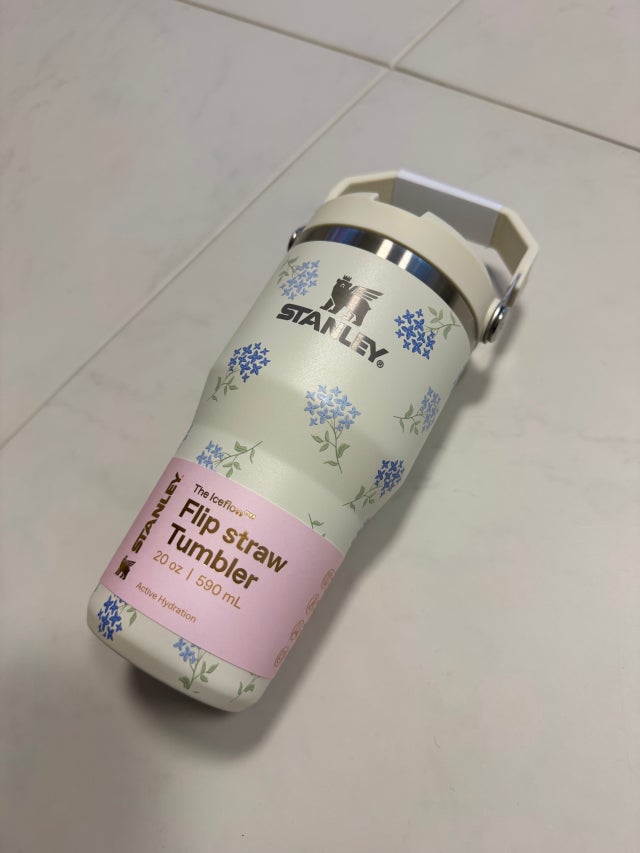 STANLEY®
STANLEY
The Iceflow™
Flip straw
Tumbler
20 oz | 590 mL
Active Hydration